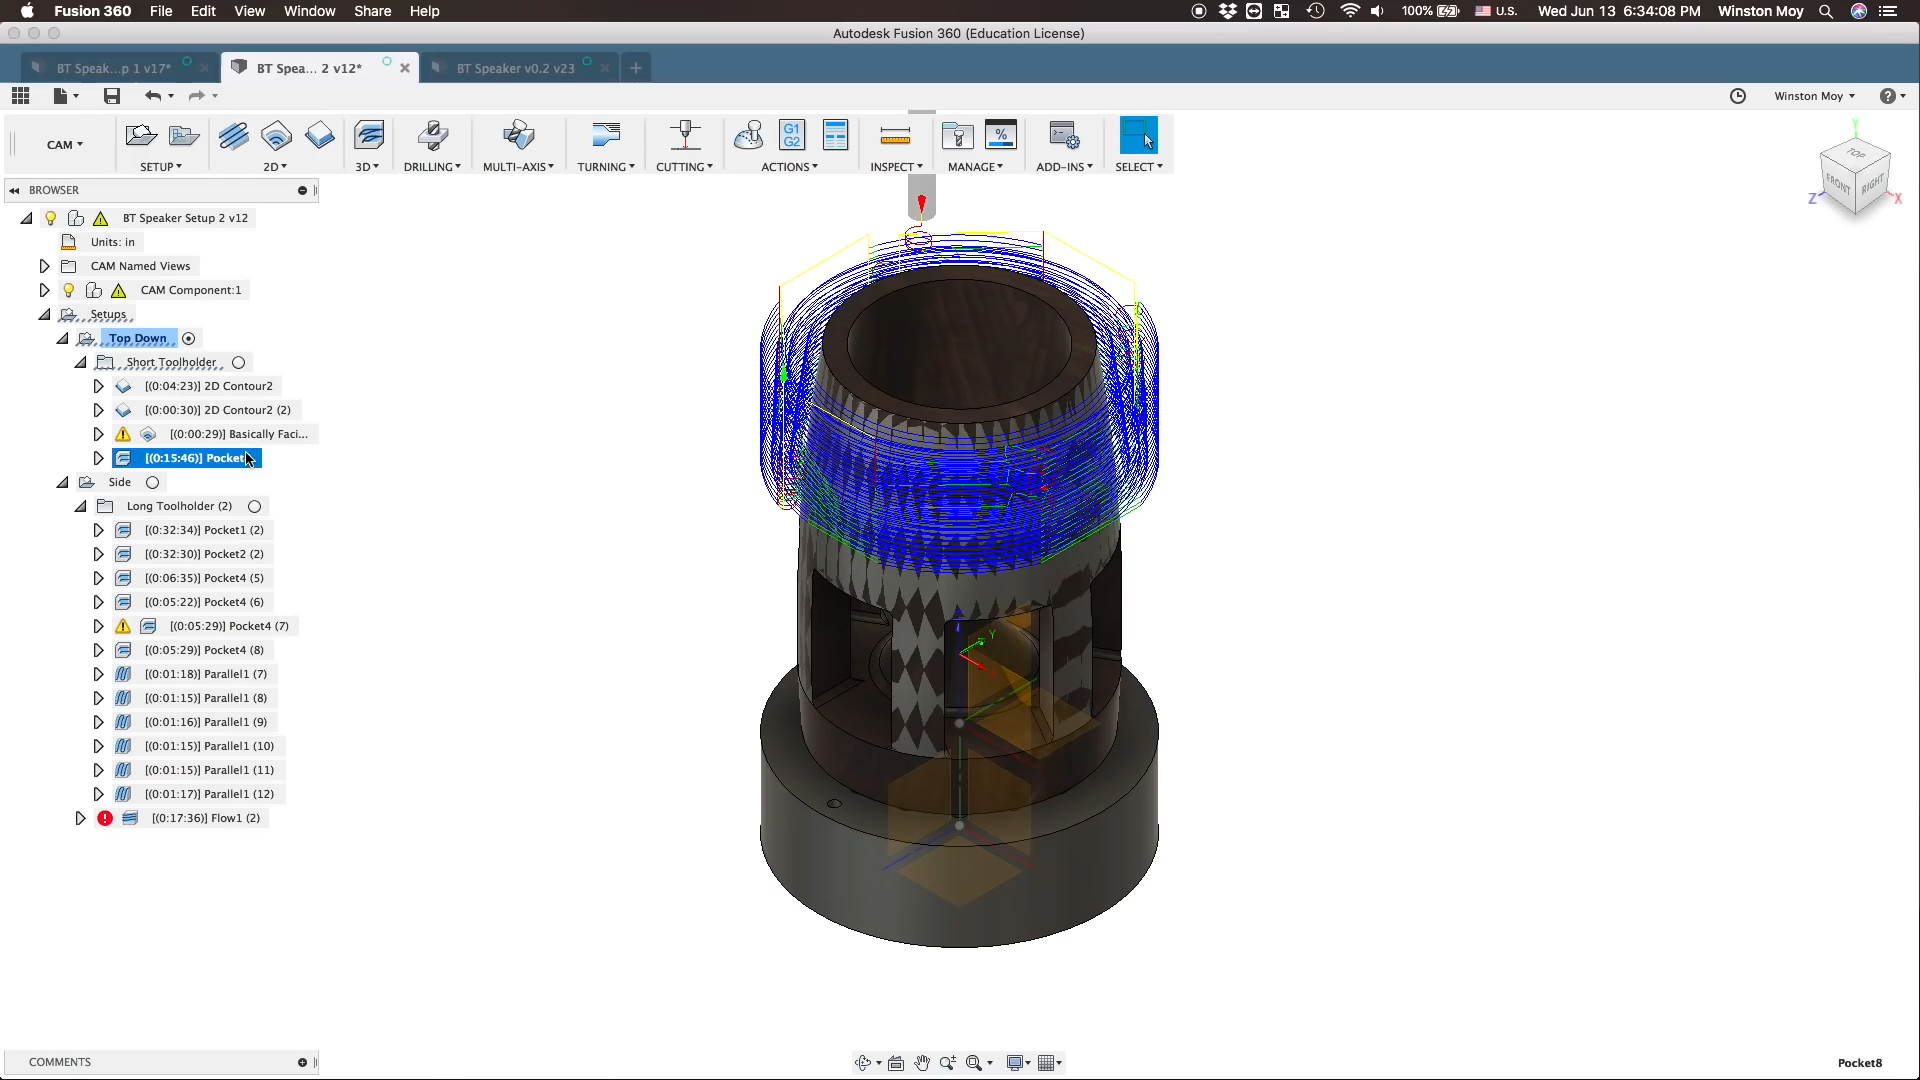 Fusion 360 File Edit View Window Share Help 100% U.S. Wed Jun 13 6:34:08 PM Winston Moy
Autodesk Fusion 360 (Education License)
BT Speak...p 1 v17* BT Spea... 2 v12* BT Speaker v0.2 v23
Winston Moy
CAM SETUP 2D 3D DRILLING MULTI-AXIS TURNING CUTTING ACTIONS INSPECT MANAGE ADD-INS SELECT
G1
G2
%
BROWSER
BT Speaker Setup 2 v12
Units: in
CAM Named Views
CAM Component:1
Setups
Top Down
Short Toolholder
[(0:04:23)] 2D Contour2
[(0:00:30)] 2D Contour2 (2)
[(0:00:29)] Basically Faci...
[(0:15:46)] Pocket
Side
Long Toolholder (2)
[(0:32:34)] Pocket1 (2)
[(0:32:30)] Pocket2 (2)
[(0:06:35)] Pocket4 (5)
[(0:05:22)] Pocket4 (6)
[(0:05:29)] Pocket4 (7)
[(0:05:29)] Pocket4 (8)
[(0:01:18)] Parallel1 (7)
[(0:01:15)] Parallel1 (8)
[(0:01:16)] Parallel1 (9)
[(0:01:15)] Parallel1 (10)
[(0:01:15)] Parallel1 (11)
[(0:01:17)] Parallel1 (12)
[(0:17:36)] Flow1 (2)
Y
TOP
FRONT RIGHT
Z X
Y
COMMENTS
Pocket8